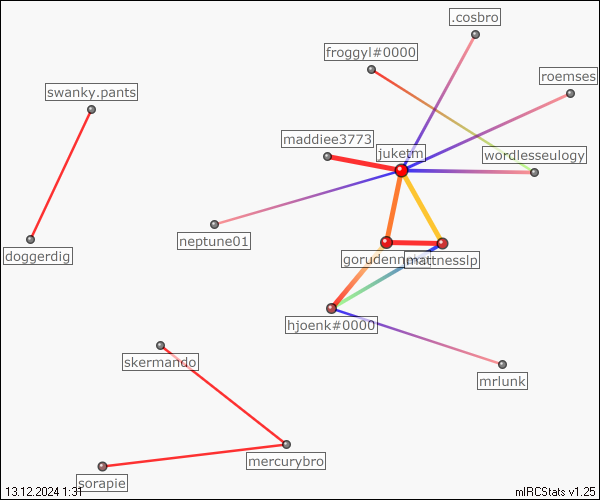 .cosbro
froggyl#0000
roemses
swanky.pants
maddiee3773
juketm
wordlesseulogy
neptune01
doggerdig
hjoenk#0000
skermando
mrlunk
mercurybro
sorapie
13.12.2024 1:31
mIRCStats v1.25